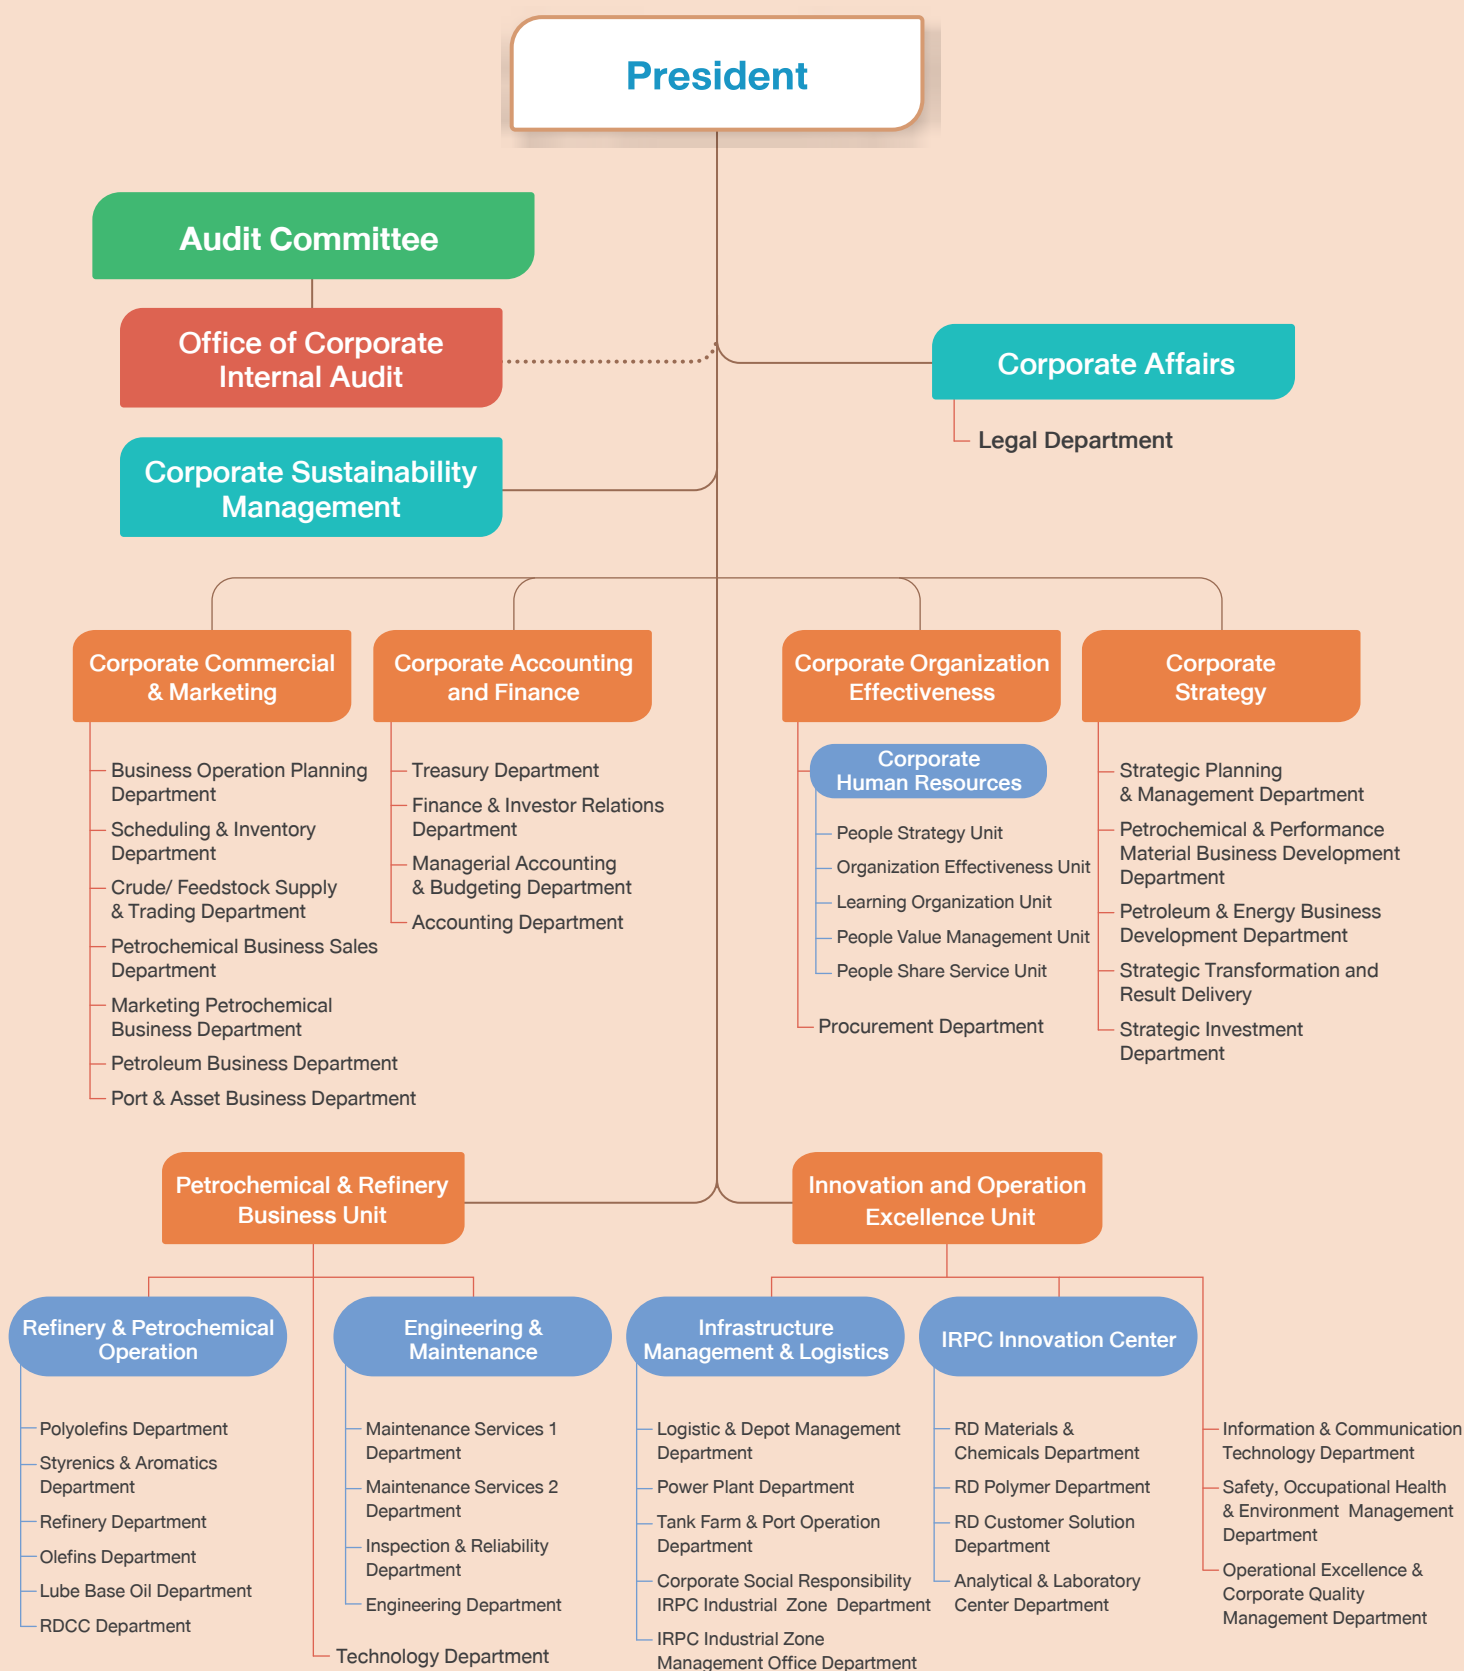 President
Audit Committee
Office of Corporate
Internal Audit
Corporate Affairs
Legal Department
Corporate Sustainability
Management
Corporate Commercial
& Marketing
Business Operation Planning
Department
Scheduling & Inventory
Department
Crude/ Feedstock Supply
& Trading Department
Petrochemical Business Sales
Department
Marketing Petrochemical
Business Department
Petroleum Business Department
Port & Asset Business Department
Corporate Accounting
and Finance
Treasury Department
Finance & Investor Relations
Department
Managerial Accounting
& Budgeting Department
Accounting Department
Corporate Organization
Effectiveness
Corporate
Human Resources
People Strategy Unit
Organization Effectiveness Unit
Learning Organization Unit
People Value Management Unit
People Share Service Unit
Procurement Department
Corporate
Strategy
Strategic Planning
& Management Department
Petrochemical & Performance
Material Business Development
Department
Petroleum & Energy Business
Development Department
Strategic Transformation and
Result Delivery
Strategic Investment
Department
Petrochemical & Refinery
Business Unit
Refinery & Petrochemical
Operation
Polyolefins Department
Styrenics & Aromatics
Department
Refinery Department
Olefins Department
Lube Base Oil Department
RDCC Department
Engineering &
Maintenance
Maintenance Services 1
Department
Maintenance Services 2
Department
Inspection & Reliability
Department
Engineering Department
Technology Department
Innovation and Operation
Excellence Unit
Infrastructure
Management & Logistics
Logistic & Depot Management
Department
Power Plant Department
Tank Farm & Port Operation
Department
Corporate Social Responsibility
IRPC Industrial Zone Department
IRPC Industrial Zone
Management Office Department
IRPC Innovation Center
RD Materials &
Chemicals Department
RD Polymer Department
RD Customer Solution
Department
Analytical & Laboratory
Center Department
Information & Communication
Technology Department
Safety, Occupational Health
& Environment Management
Department
Operational Excellence &
Corporate Quality
Management Department